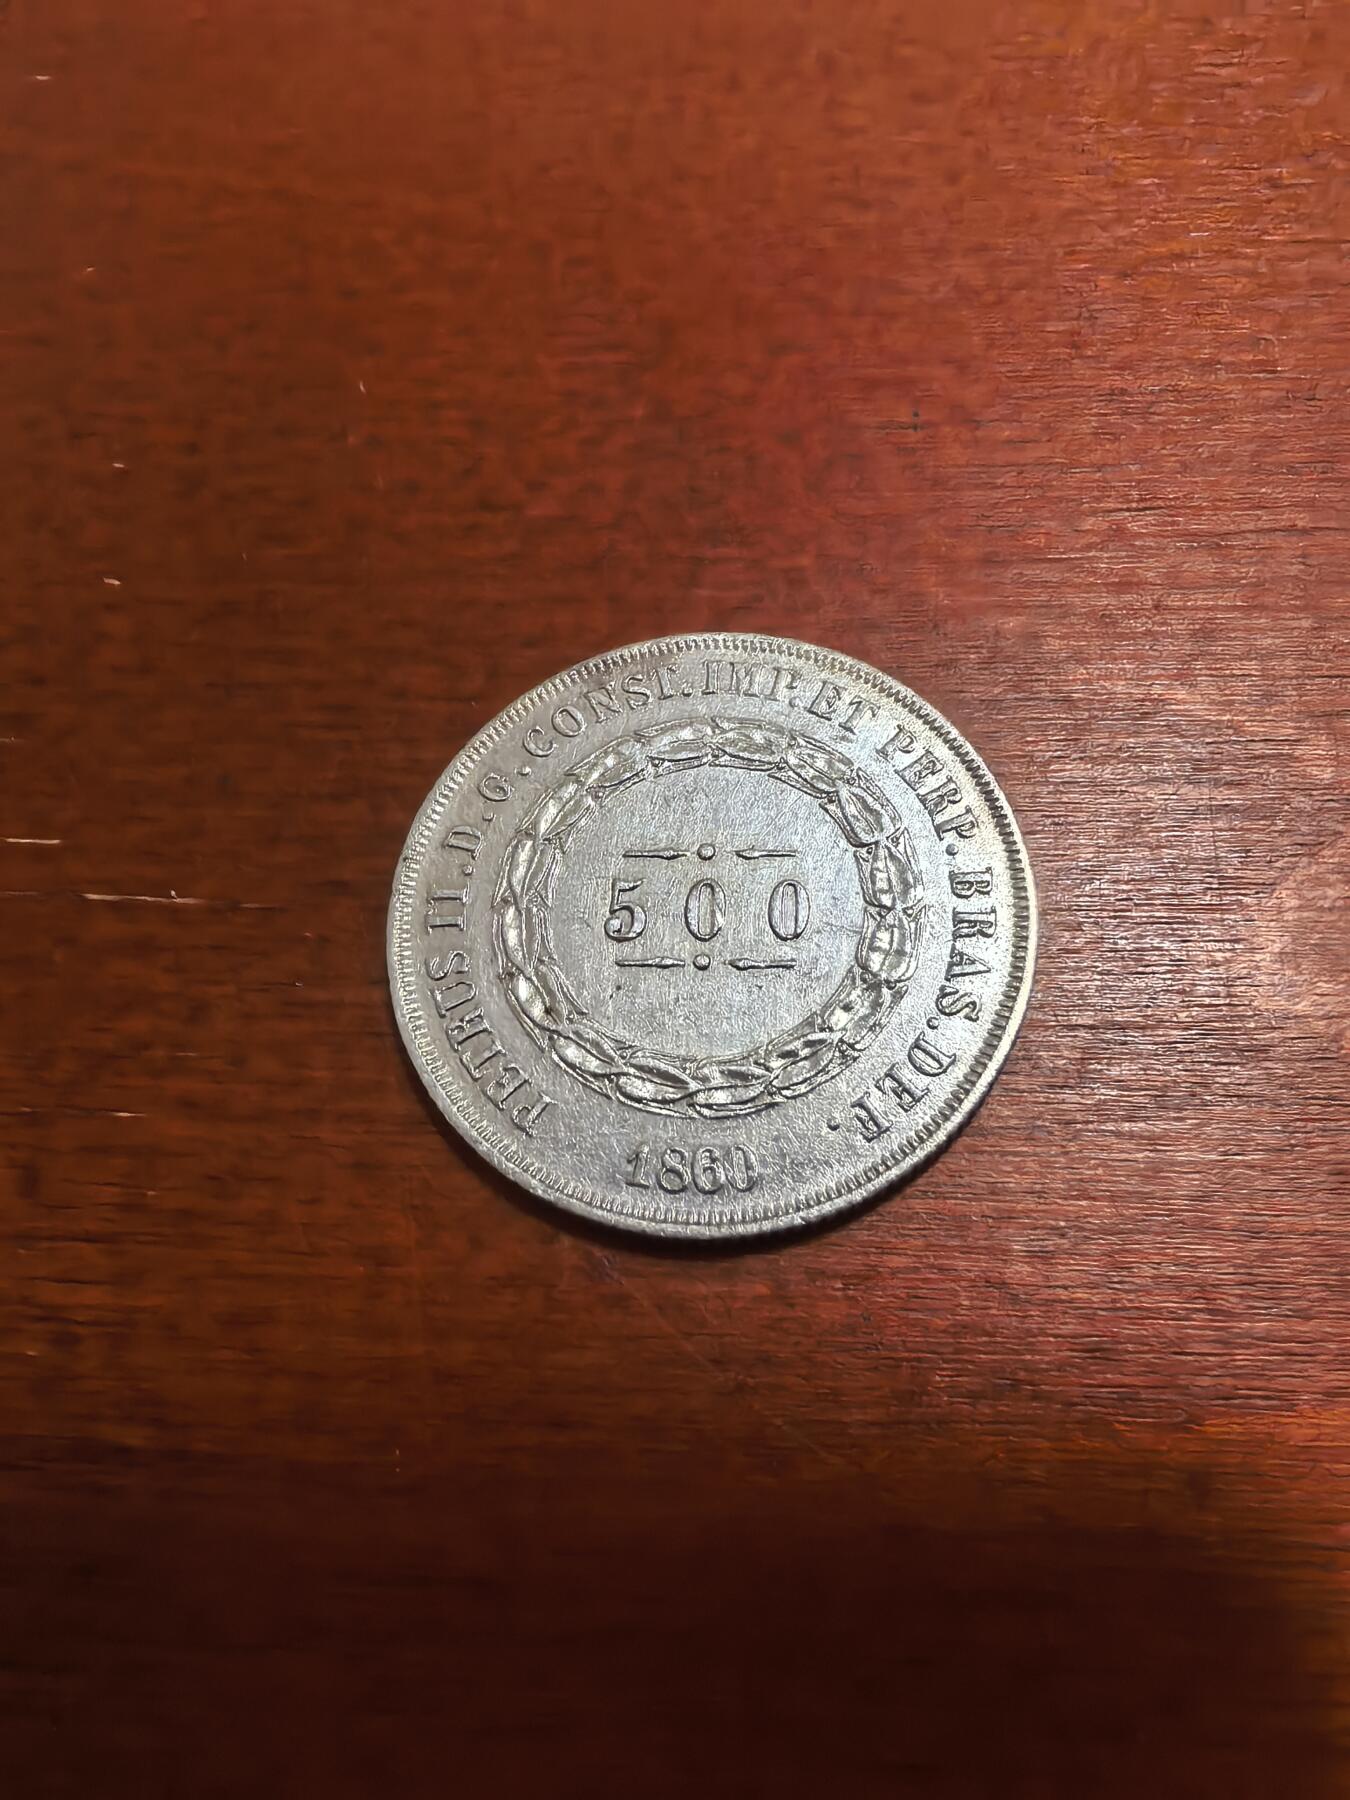 PETRUS II.D.G.CONST.IMP.ET PERP.BRAS.DEF.
500
1860